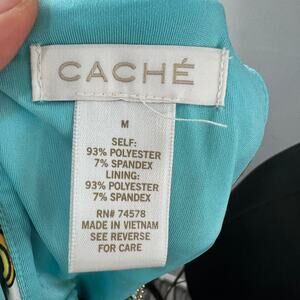 CACHÉ
M
SELF:
93% POLYESTER
7% SPANDEX
LINING:
93% POLYESTER
7% SPANDEX
RN# 74578
MADE IN VIETNAM
SEE REVERSE
FOR CARE